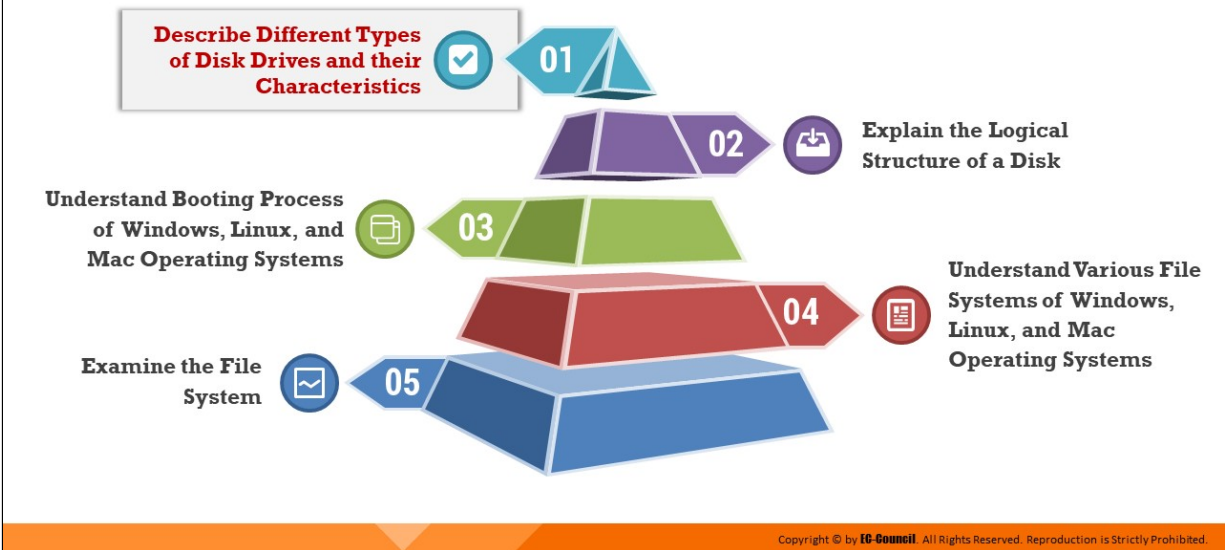 Describe Different Types
of Disk Drives and their
Characteristics
01
02
Explain the Logical
Structure of a Disk
Understand Booting Process
of Windows, Linux, and
Mac Operating Systems
03
04
Understand Various File
Systems of Windows,
Linux, and Mac
Operating Systems
Examine the File
System
05
Copyright © by EC-Council. All Rights Reserved. Reproduction is Strictly Prohibited.